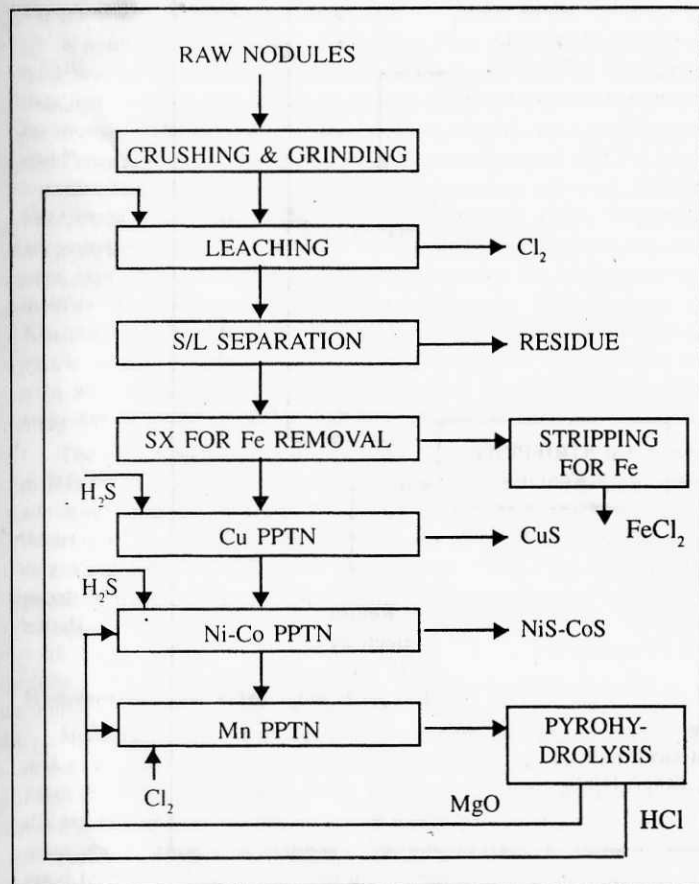 RAW NODULES
CRUSHING & GRINDING
LEACHING
Cl₂
S/L SEPARATION
RESIDUE
SX FOR Fe REMOVAL
STRIPPING
FOR Fe
FeCl₂
H₂S
Cu PPTN
CuS
H₂S
Ni-Co PPTN
NiS-CoS
Mn PPTN
PYROHY-
DROLYSIS
Cl₂
MgO
HCl